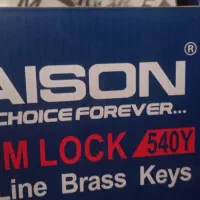 AISON®
CHOICE FOREVER...
M LOCK 540Y
Line Brass Keys